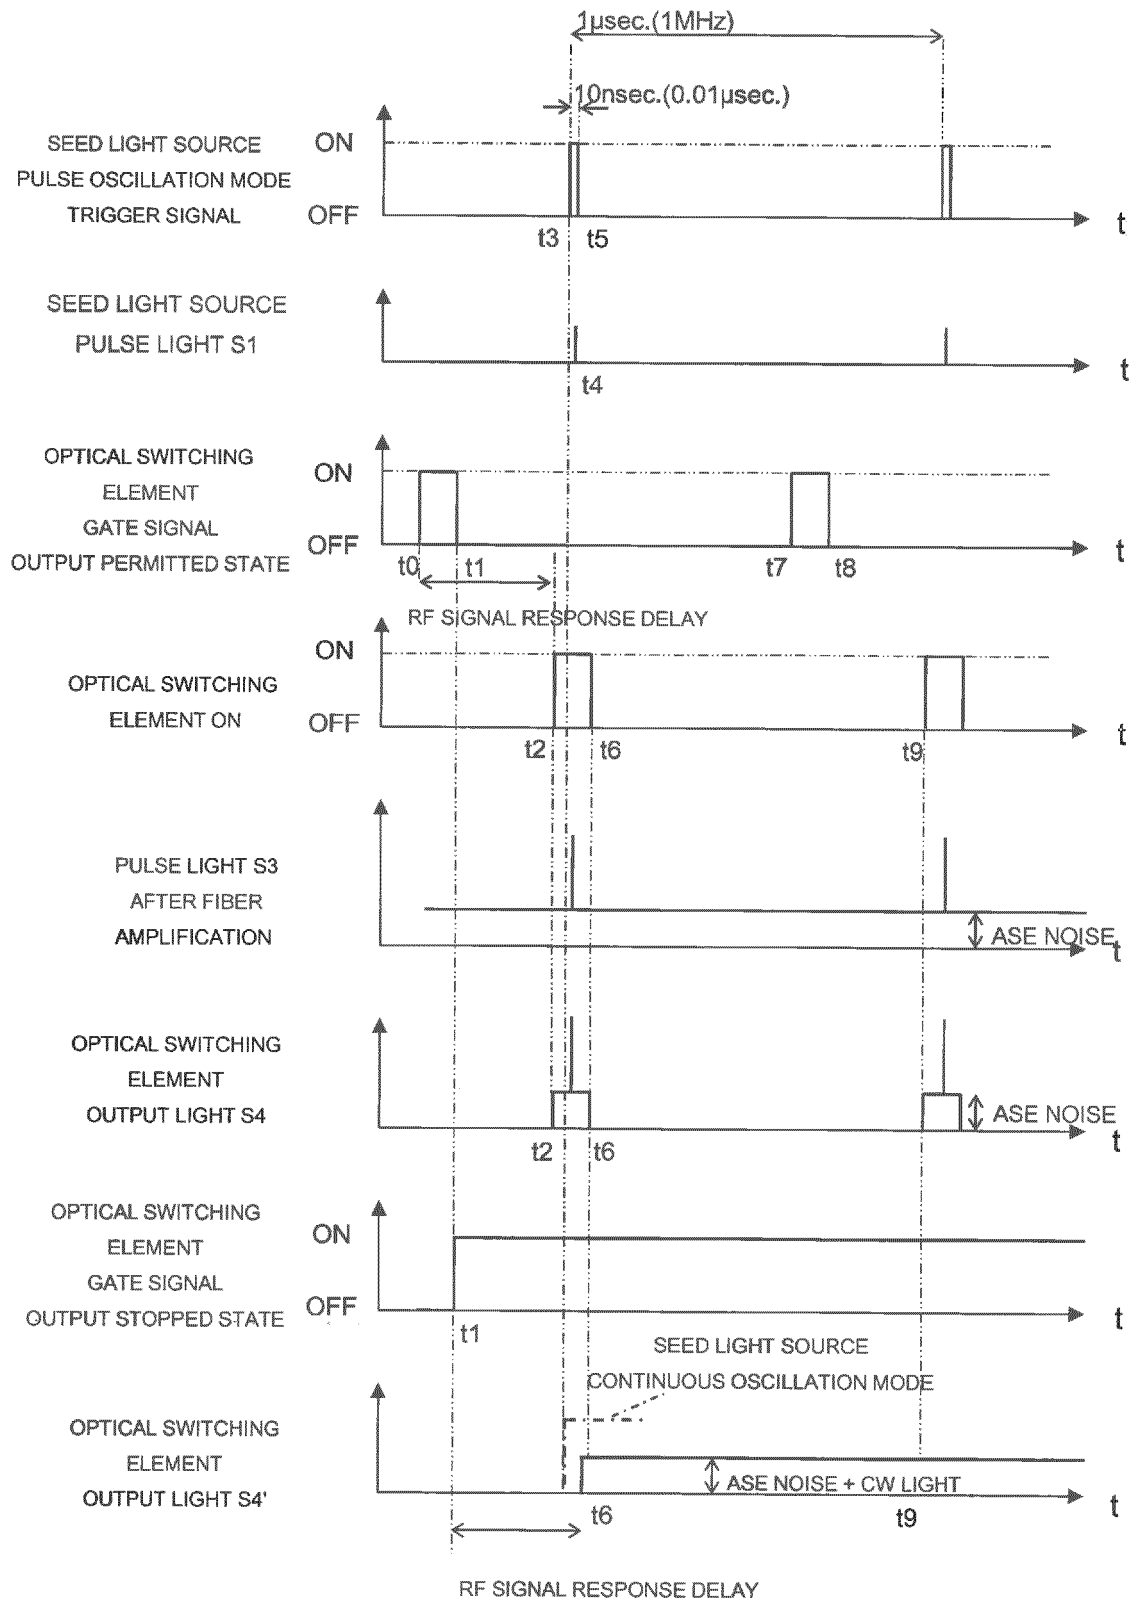 1µsec.(1MHz)
10nsec.(0.01µsec.)
SEED LIGHT SOURCE
PULSE OSCILLATION MODE
TRIGGER SIGNAL
ON
OFF
t3
t5
t
SEED LIGHT SOURCE
PULSE LIGHT S1
t4
t
OPTICAL SWITCHING
ELEMENT
GATE SIGNAL
OUTPUT PERMITTED STATE
ON
OFF
t0
t1
t7
t8
t
RF SIGNAL RESPONSE DELAY
OPTICAL SWITCHING
ELEMENT ON
ON
OFF
t2
t6
t9
t
PULSE LIGHT S3
AFTER FIBER
AMPLIFICATION
ASE NOISE
t
OPTICAL SWITCHING
ELEMENT
OUTPUT LIGHT S4
ASE NOISE
t2
t6
t
OPTICAL SWITCHING
ELEMENT
GATE SIGNAL
OUTPUT STOPPED STATE
ON
OFF
t1
t
SEED LIGHT SOURCE
CONTINUOUS OSCILLATION MODE
OPTICAL SWITCHING
ELEMENT
OUTPUT LIGHT S4'
ASE NOISE + CW LIGHT
t6
t9
t
RF SIGNAL RESPONSE DELAY